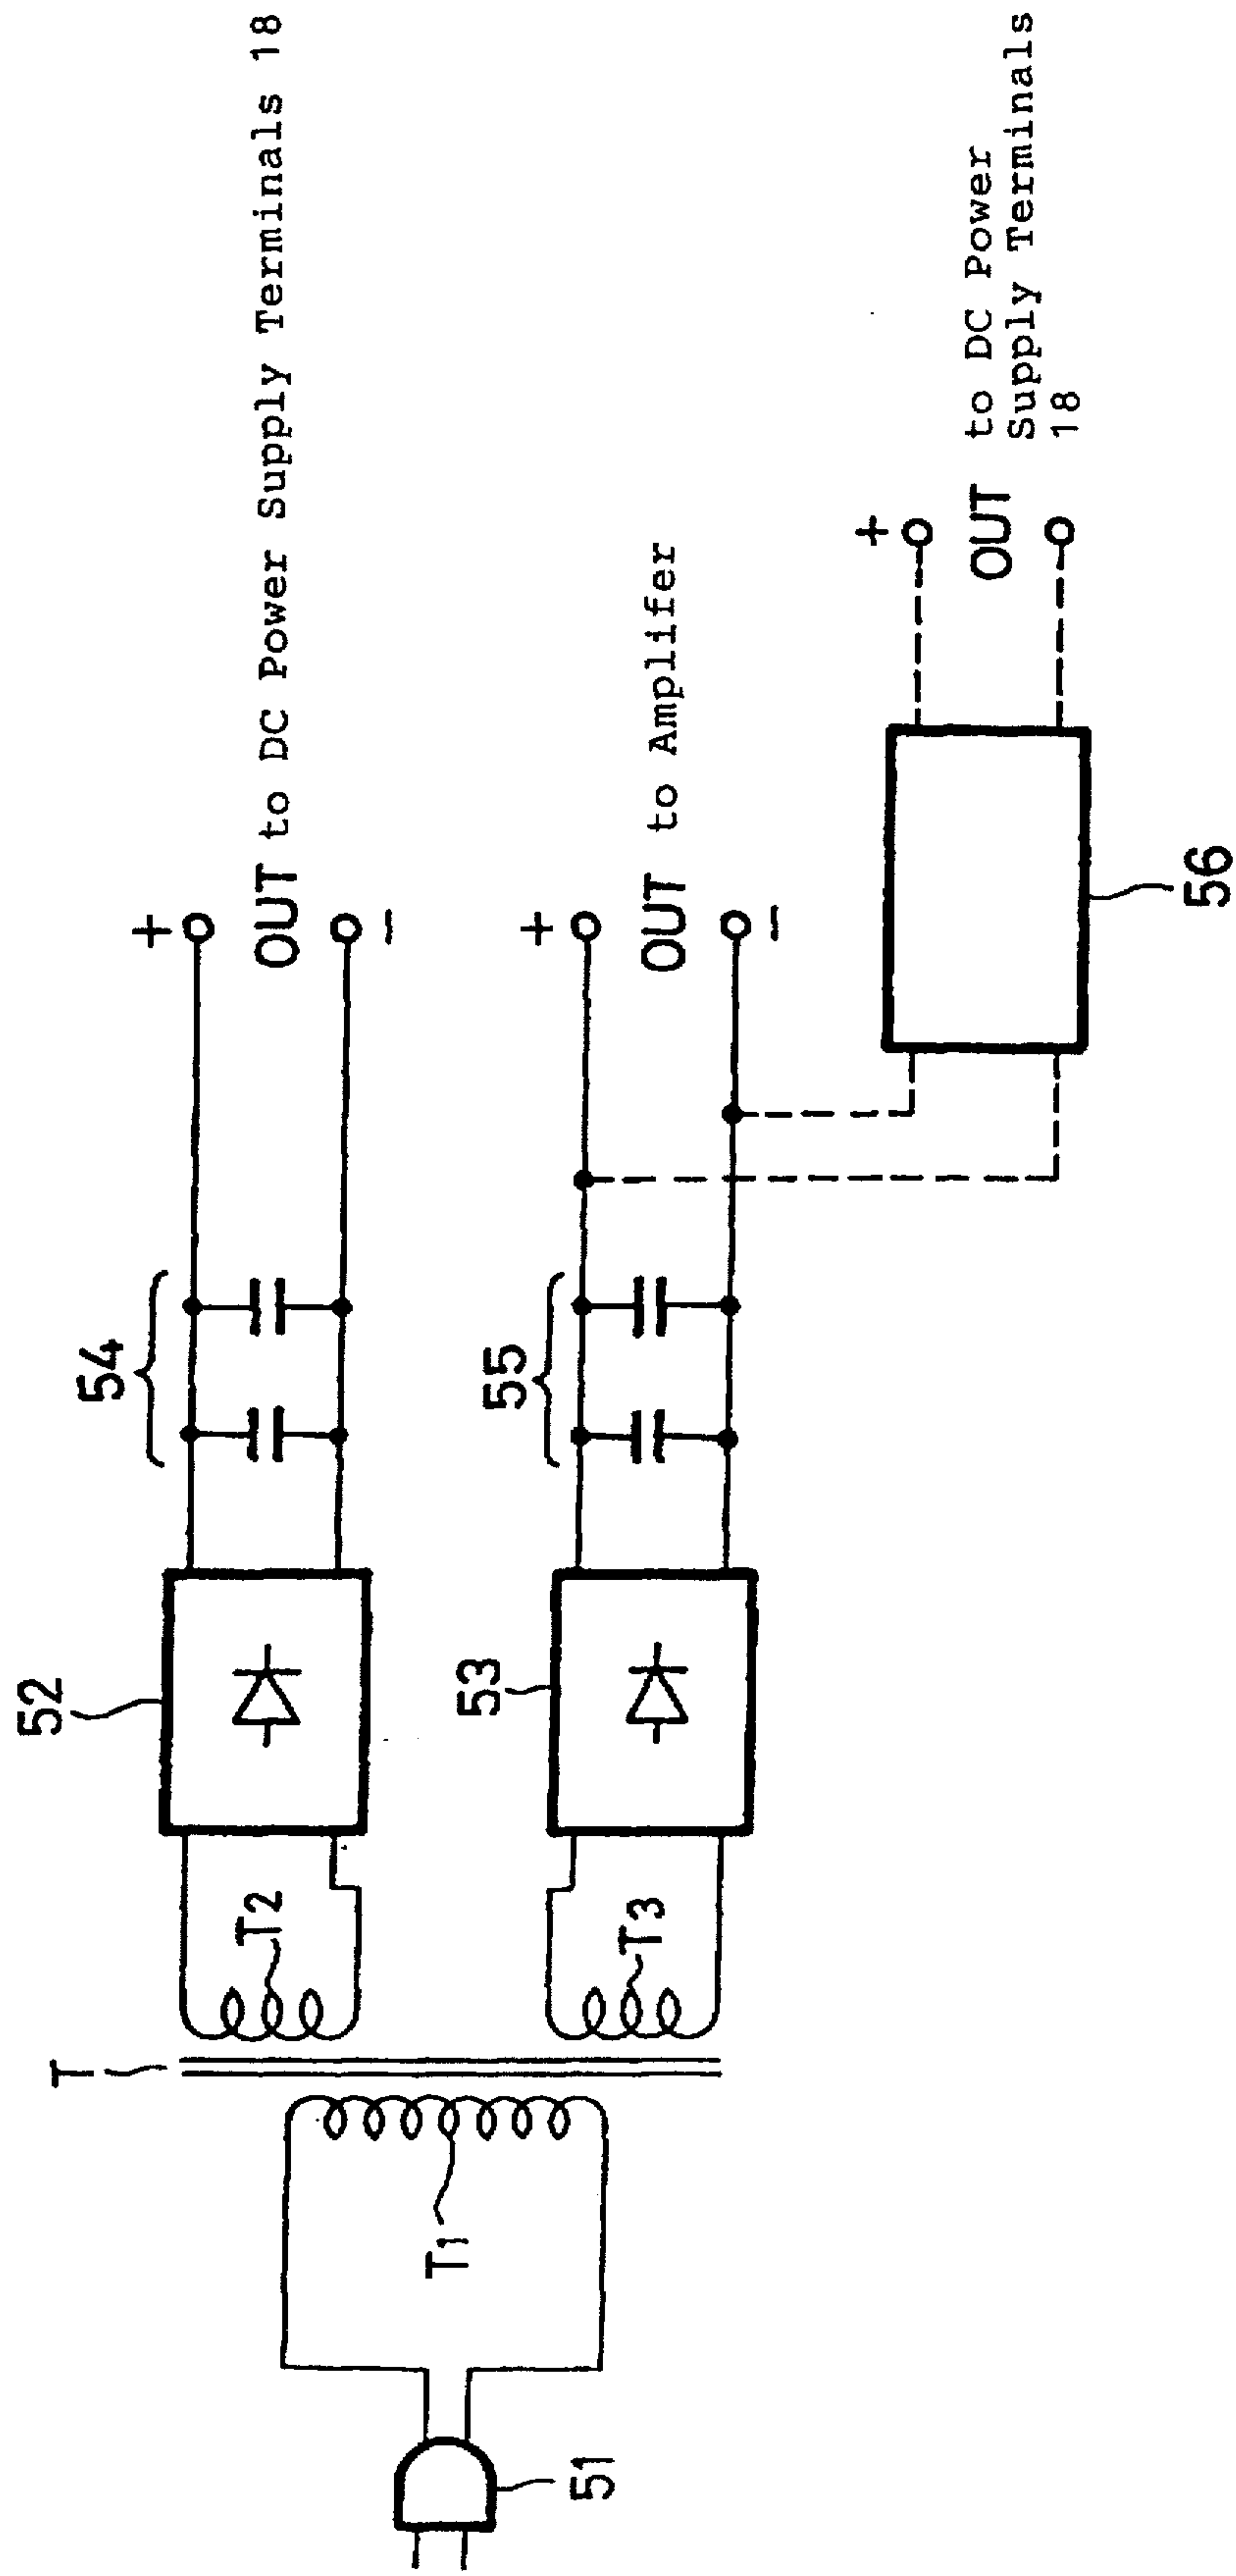 T
T1
T2
T3
51
52
53
54
55
56
+
OUT to DC Power Supply Terminals 18
-
+
OUT to Amplifer
-
+
OUT to DC Power
Supply Terminals
18